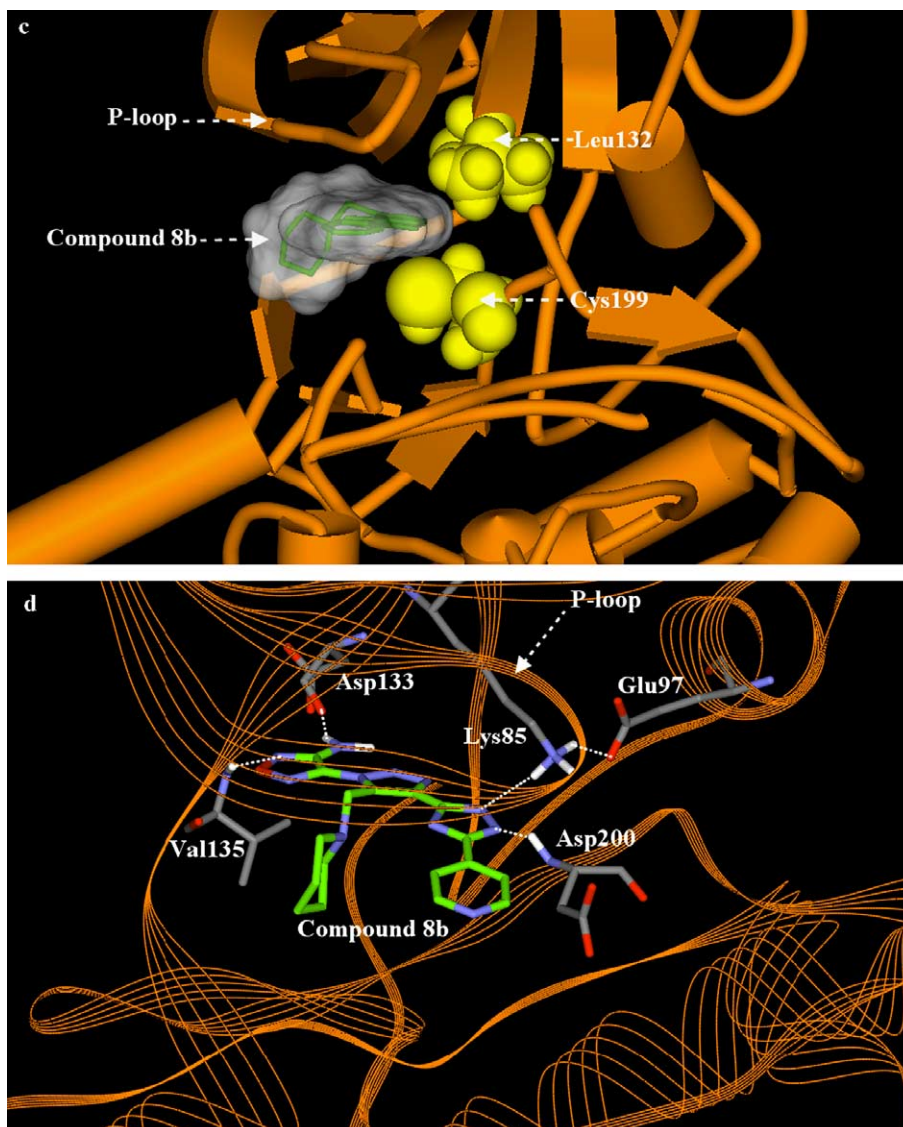 c
P-loop
Leu132
Compound 8b
Cys199
d
P-loop
Asp133
Glu97
Lys85
Val135
Asp200
Compound 8b